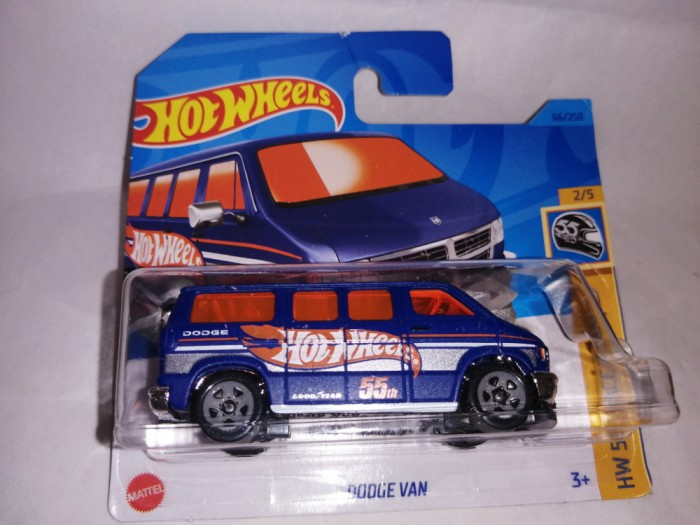 HOT WHEELS
56/250
2/5
55
HOT WHEELS
DODGE
HOT WHEELS
GOODYEAR
55th
HW 5
MATTEL
DODGE VAN
3+